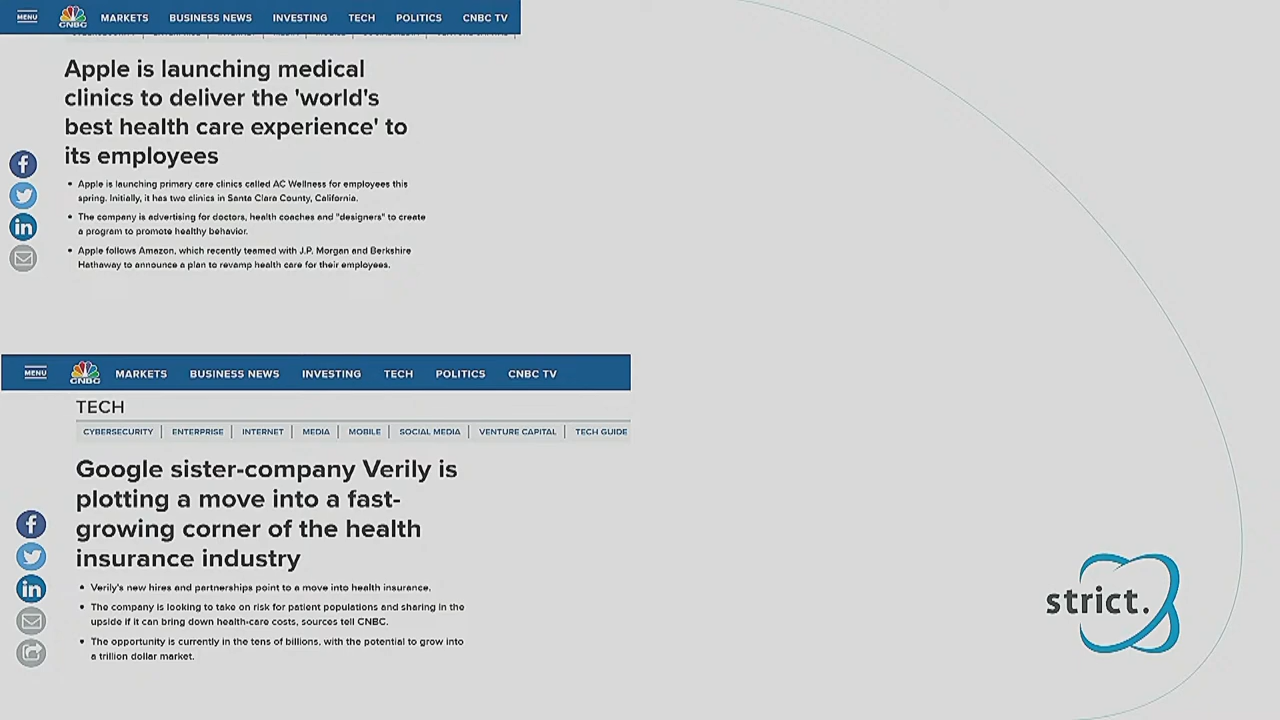 MENU CNBC MARKETS BUSINESS NEWS INVESTING TECH POLITICS CNBC TV
Apple is launching medical
clinics to deliver the 'world's
best health care experience' to
its employees
• Apple is launching primary care clinics called AC Wellness for employees this
spring. Initially, it has two clinics in Santa Clara County, California.
• The company is advertising for doctors, health coaches and "designers" to create
a program to promote healthy behavior.
• Apple follows Amazon, which recently teamed with J.P. Morgan and Berkshire
Hathaway to announce a plan to revamp health care for their employees.
MENU CNBC MARKETS BUSINESS NEWS INVESTING TECH POLITICS CNBC TV
TECH
CYBERSECURITY | ENTERPRISE | INTERNET | MEDIA | MOBILE | SOCIAL MEDIA | VENTURE CAPITAL | TECH GUIDE
Google sister-company Verily is
plotting a move into a fast-
growing corner of the health
insurance industry
• Verily's new hires and partnerships point to a move into health insurance.
• The company is looking to take on risk for patient populations and sharing in the
upside if it can bring down health-care costs, sources tell CNBC.
• The opportunity is currently in the tens of billions, with the potential to grow into
a trillion dollar market.
strict.